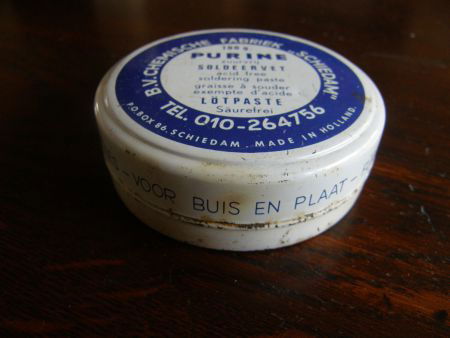 B.V. CHEMISCHE FABRIEK „SCHIEDAM"
PURINE
zuurvrij
SOLDEERVET
acid free
soldering paste
graisse à souder
exempte d'acide
LÖTPASTE
Säurefrei
TEL. 010-264756
P.O. BOX 86, SCHIEDAM, MADE IN HOLLAND.
- VOOR BUIS EN PLAAT -